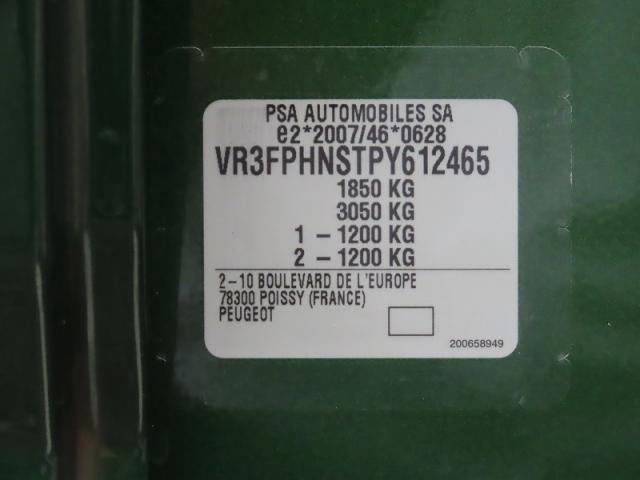 PSA AUTOMOBILES SA
e2*2007/46*0628
VR3FPHNSTPY612465
1850 KG
3050 KG
1 - 1200 KG
2 - 1200 KG
2-10 BOULEVARD DE L'EUROPE
78300 POISSY (FRANCE)
PEUGEOT
200658949